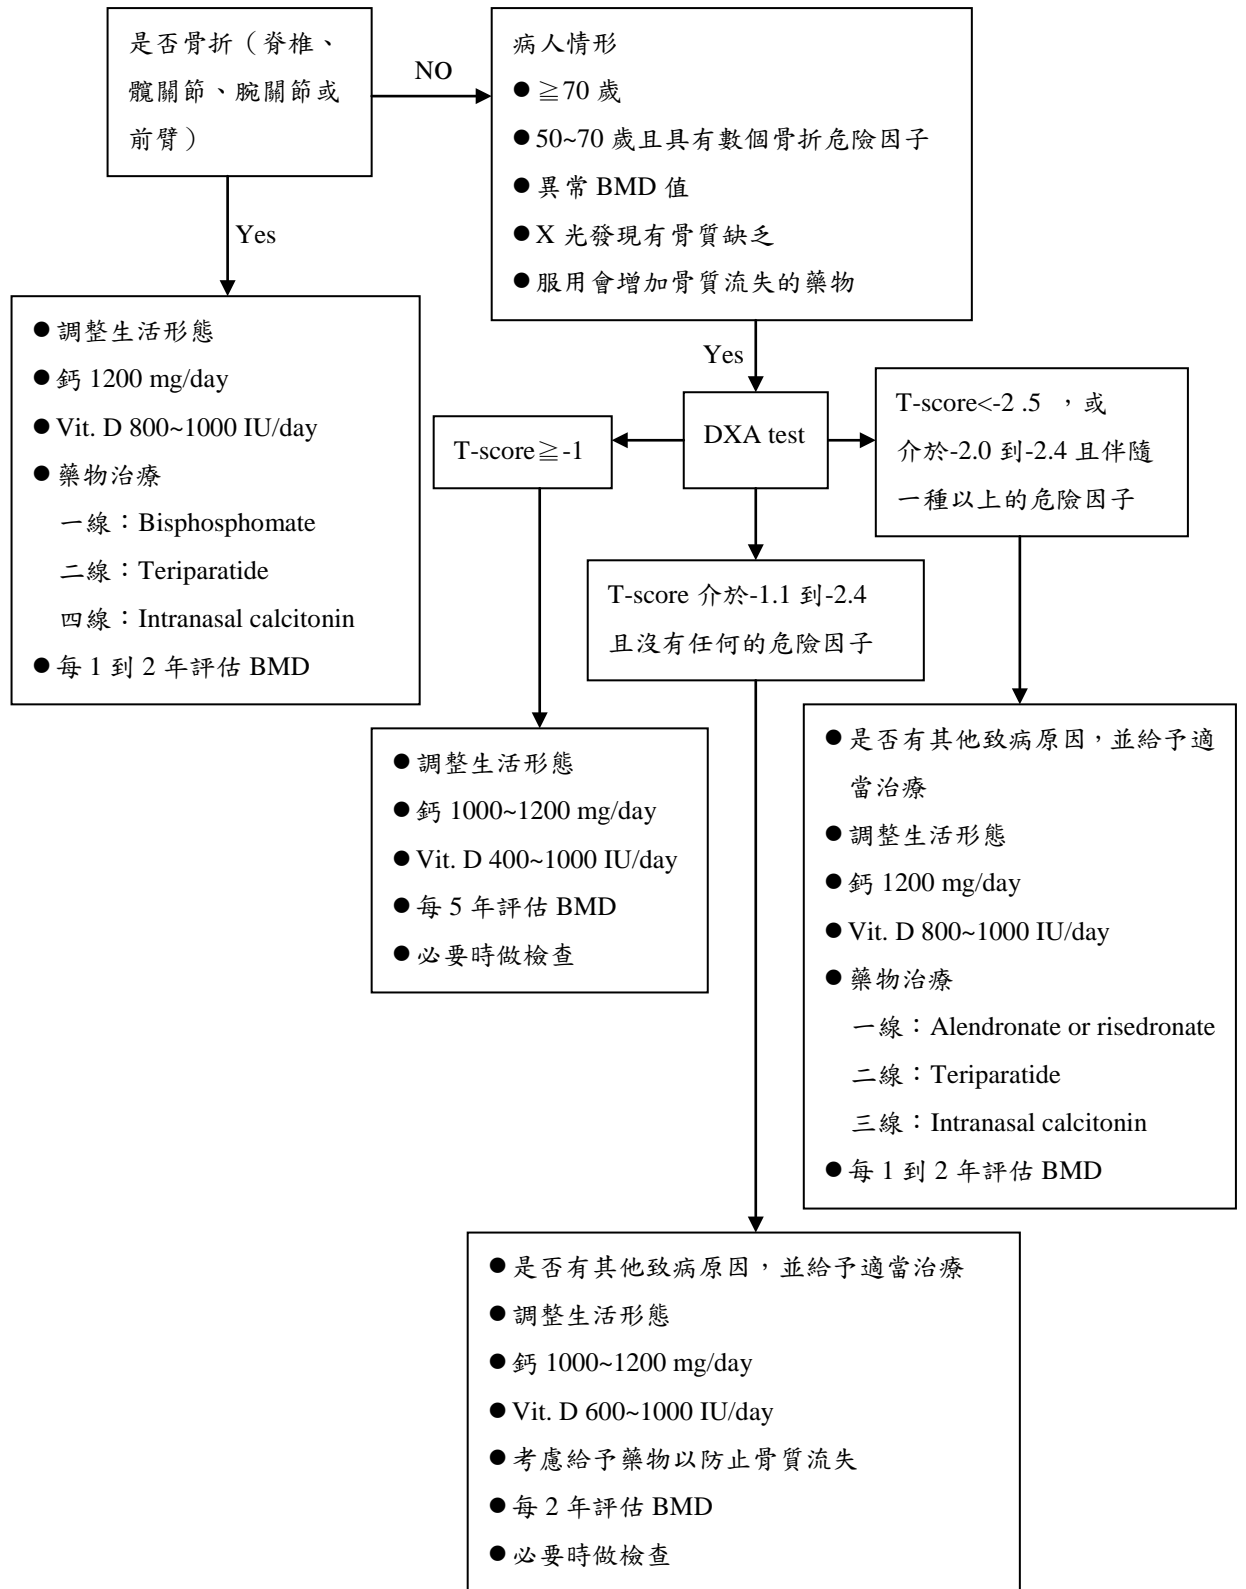 是否骨折（脊椎、
髖關節、腕關節或
前臂）
NO
病人情形
●≧70 歲
●50~70 歲且具有數個骨折危險因子
●異常 BMD 值
●X 光發現有骨質缺乏
●服用會增加骨質流失的藥物
Yes
●調整生活形態
●鈣 1200 mg/day
●Vit. D 800~1000 IU/day
●藥物治療
一線：Bisphosphomate
二線：Teriparatide
四線：Intranasal calcitonin
●每 1 到 2 年評估 BMD
Yes
DXA test
T-score≧-1
T-score<-2 .5 ，或
介於-2.0 到-2.4 且伴隨
一種以上的危險因子
T-score 介於-1.1 到-2.4
且沒有任何的危險因子
●調整生活形態
●鈣 1000~1200 mg/day
●Vit. D 400~1000 IU/day
●每 5 年評估 BMD
●必要時做檢查
●是否有其他致病原因，並給予適
當治療
●調整生活形態
●鈣 1200 mg/day
●Vit. D 800~1000 IU/day
●藥物治療
一線：Alendronate or risedronate
二線：Teriparatide
三線：Intranasal calcitonin
●每 1 到 2 年評估 BMD
●是否有其他致病原因，並給予適當治療
●調整生活形態
●鈣 1000~1200 mg/day
●Vit. D 600~1000 IU/day
●考慮給予藥物以防止骨質流失
●每 2 年評估 BMD
●必要時做檢查